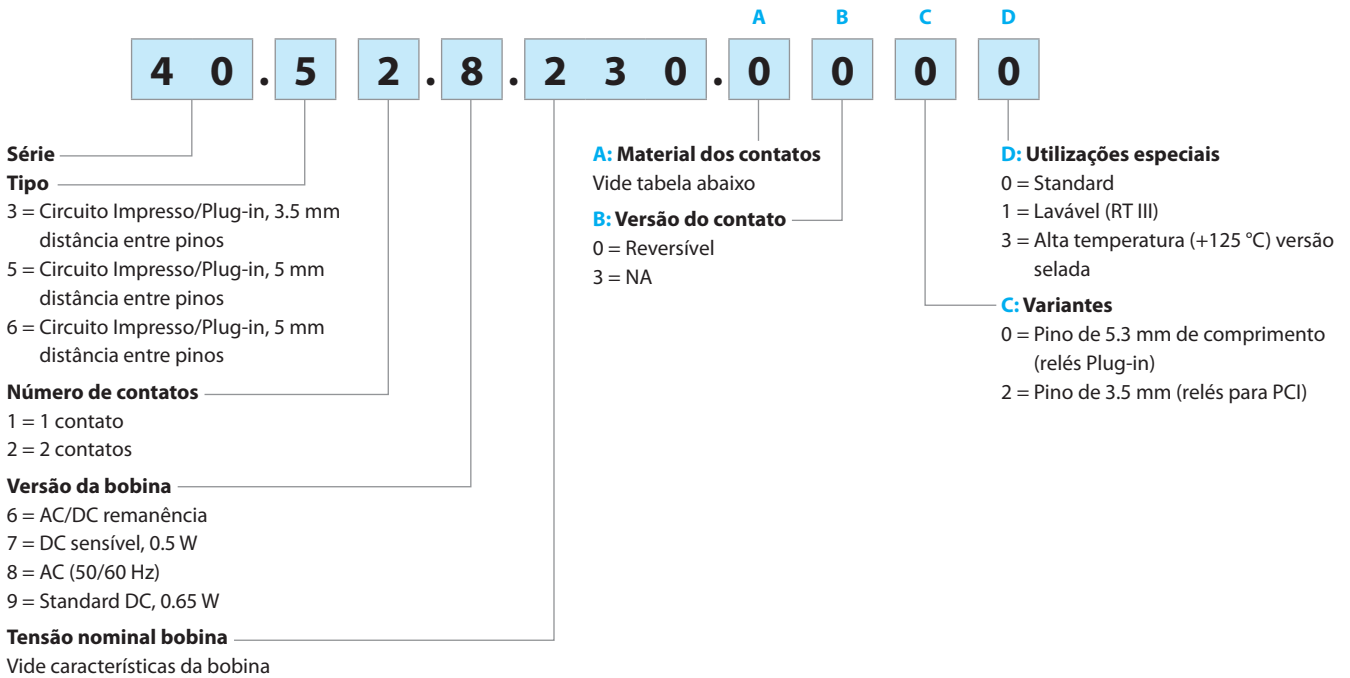 A B C D
4 0 . 5 2 . 8 . 2 3 0 . 0 0 0 0
Série
Tipo
3 = Circuito Impresso/Plug-in, 3.5 mm
distância entre pinos
5 = Circuito Impresso/Plug-in, 5 mm
distância entre pinos
6 = Circuito Impresso/Plug-in, 5 mm
distância entre pinos
Número de contatos
1 = 1 contato
2 = 2 contatos
Versão da bobina
6 = AC/DC remanência
7 = DC sensível, 0.5 W
8 = AC (50/60 Hz)
9 = Standard DC, 0.65 W
Tensão nominal bobina
Vide características da bobina
A: Material dos contatos
Vide tabela abaixo
B: Versão do contato
0 = Reversível
3 = NA
D: Utilizações especiais
0 = Standard
1 = Lavável (RT III)
3 = Alta temperatura (+125 °C) versão
selada
C: Variantes
0 = Pino de 5.3 mm de comprimento
(relés Plug-in)
2 = Pino de 3.5 mm (relés para PCI)